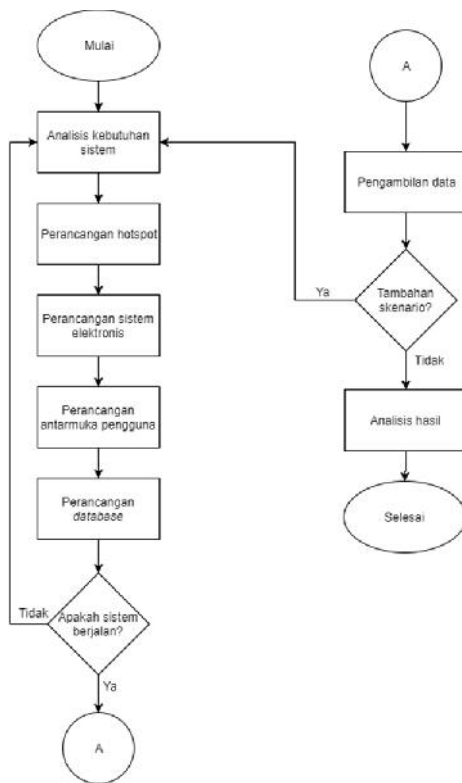 Mulai
Analisis kebutuhan
sistem
Perancangan hotspot
Perancangan sistem
elektronis
Perancangan
antarmuka pengguna
Perancangan
database
Tidak
Apakah sistem
berjalan?
Ya
A
A
Pengambilan data
Ya
Tambahan
skenario?
Tidak
Analisis hasil
Selesai